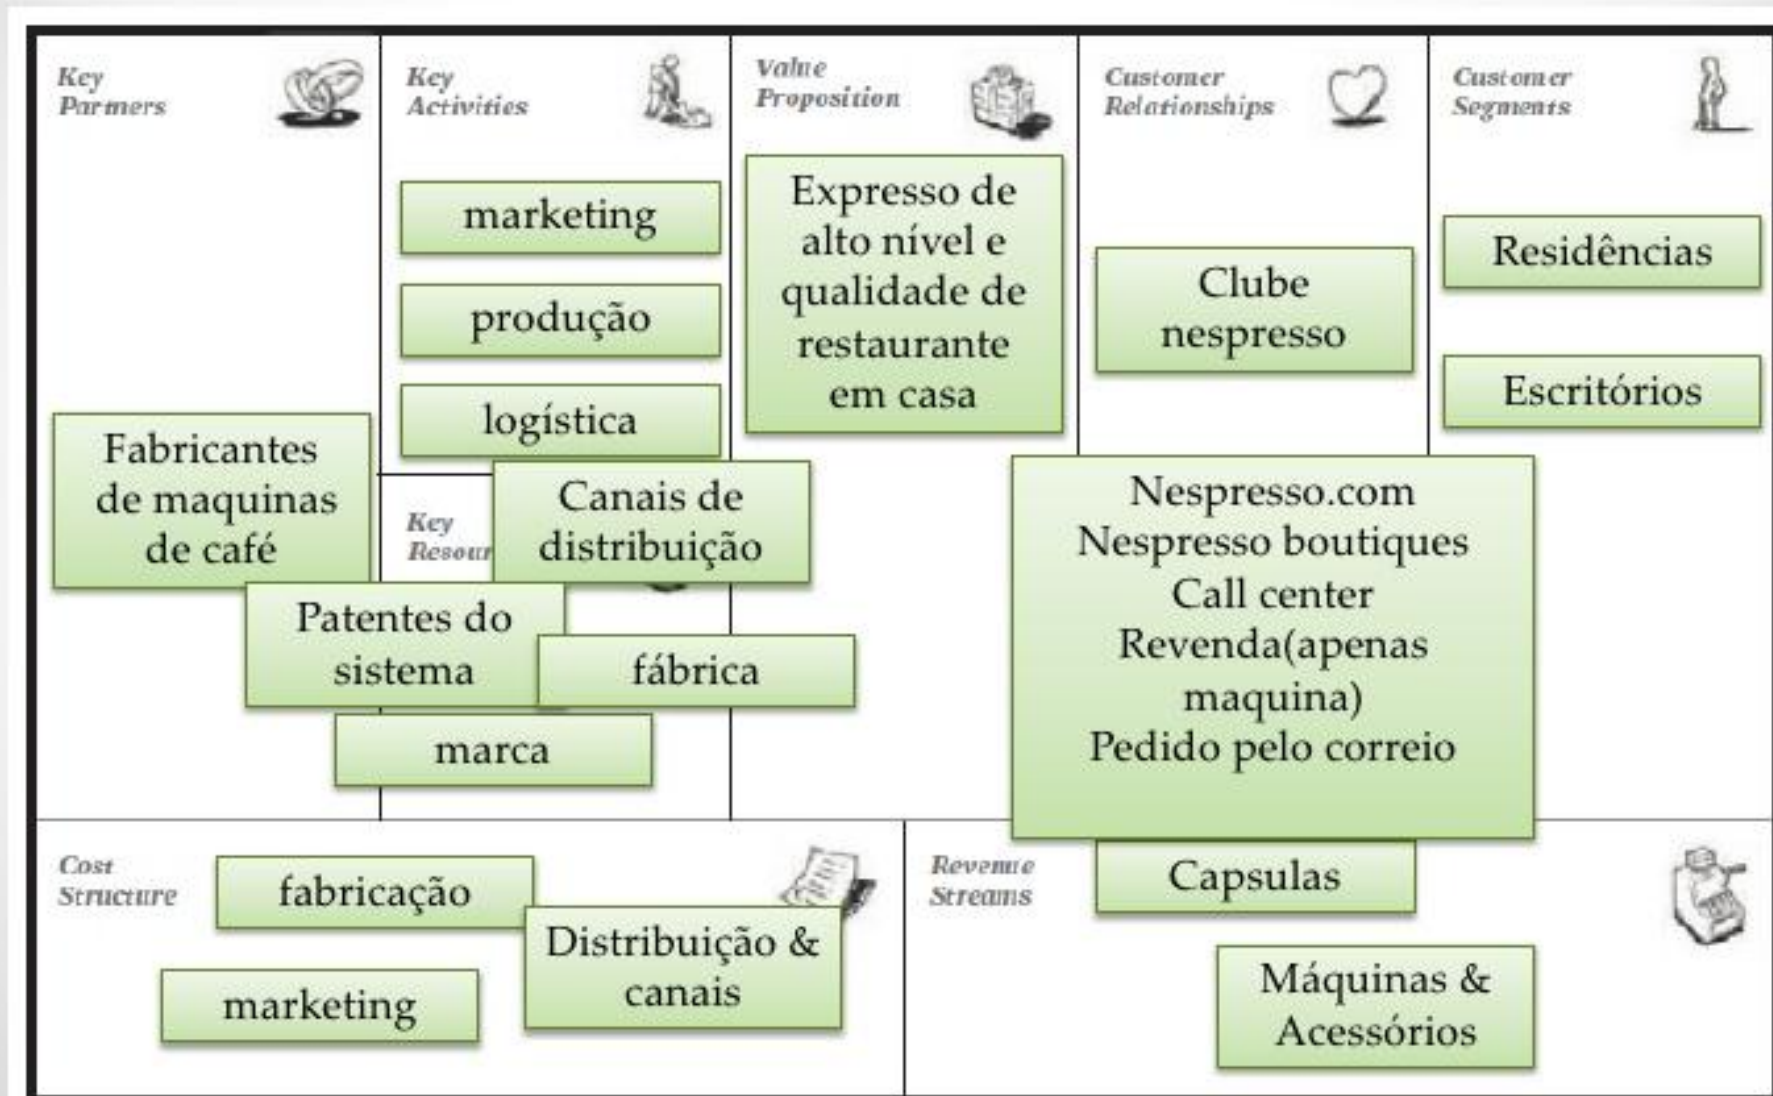 Key
Partners
Key
Activities
Value
Proposition
Customer
Relationships
Customer
Segments
marketing
produção
logística
Expresso de
alto nível e
qualidade de
restaurante
em casa
Clube
nespresso
Residências
Escritórios
Fabricantes
de maquinas
de café
Key
Resour
Canais de
distribuição
Patentes do
sistema
fábrica
marca
Nespresso.com
Nespresso boutiques
Call center
Revenda(apenas
maquina)
Pedido pelo correio
Cost
Structure
fabricação
Distribuição &
canais
marketing
Revenue
Streams
Capsulas
Máquinas &
Acessórios